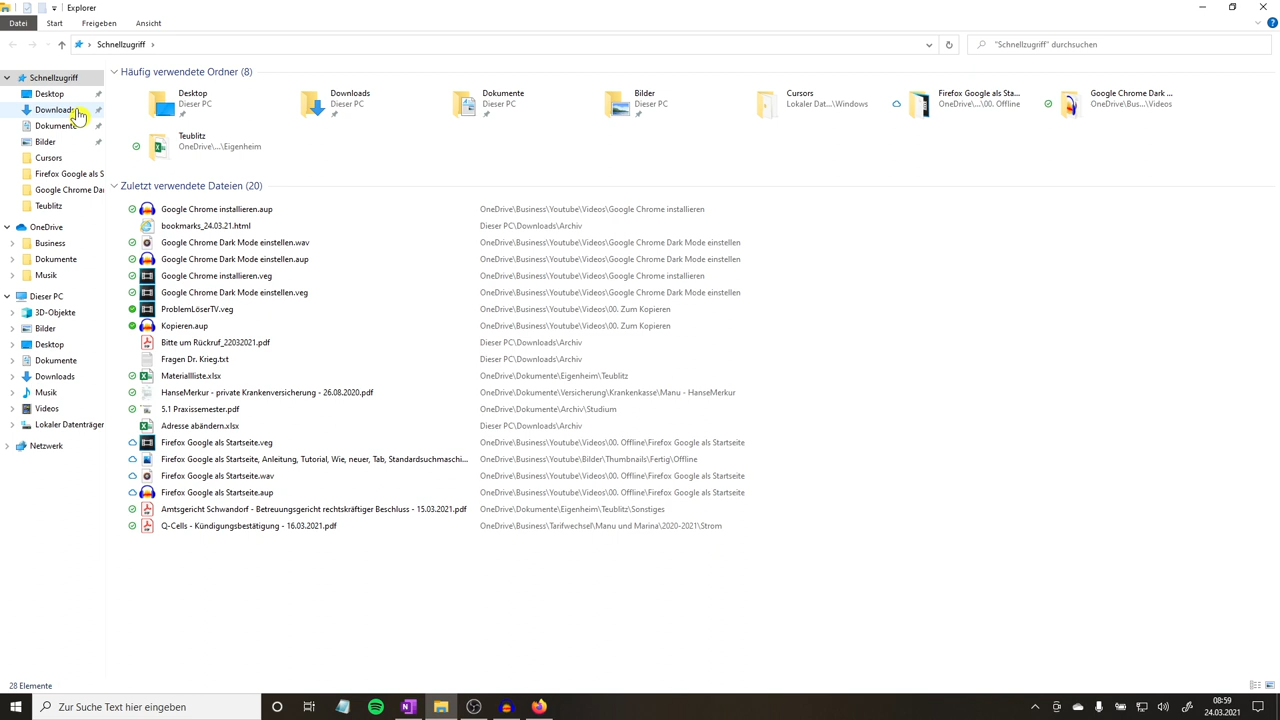 Explorer
Datei Start Freigeben Ansicht
Schnellzugriff
"Schnellzugriff" durchsuchen
Schnellzugriff
Desktop
Downloads
Dokumente
Bilder
Cursors
Firefox Google als S
Google Chrome Dar
Teublitz
OneDrive
Business
Dokumente
Musik
Dieser PC
3D-Objekte
Bilder
Desktop
Dokumente
Downloads
Musik
Videos
Lokaler Datenträger
Netzwerk
Häufig verwendete Ordner (8)
Desktop
Dieser PC
Downloads
Dieser PC
Dokumente
Dieser PC
Bilder
Dieser PC
Cursors
Lokaler Dat...\Windows
Firefox Google als Sta...
OneDrive\...\00. Offline
Google Chrome Dark ...
OneDrive\Bus...\Videos
Teublitz
OneDrive\...\Eigenheim
Zuletzt verwendete Dateien (20)
Google Chrome installieren.aup OneDrive\Business\Youtube\Videos\Google Chrome installieren
bookmarks_24.03.21.html Dieser PC\Downloads\Archiv
Google Chrome Dark Mode einstellen.wav OneDrive\Business\Youtube\Videos\Google Chrome Dark Mode einstellen
Google Chrome Dark Mode einstellen.aup OneDrive\Business\Youtube\Videos\Google Chrome Dark Mode einstellen
Google Chrome installieren.veg OneDrive\Business\Youtube\Videos\Google Chrome installieren
Google Chrome Dark Mode einstellen.veg OneDrive\Business\Youtube\Videos\Google Chrome Dark Mode einstellen
ProblemLöserTV.veg OneDrive\Business\Youtube\Videos\00. Zum Kopieren
Kopieren.aup OneDrive\Business\Youtube\Videos\00. Zum Kopieren
Bitte um Rückruf_22032021.pdf Dieser PC\Downloads\Archiv
Fragen Dr. Krieg.txt Dieser PC\Downloads\Archiv
Materiallliste.xlsx OneDrive\Dokumente\Eigenheim\Teublitz
HanseMerkur - private Krankenversicherung - 26.08.2020.pdf OneDrive\Dokumente\Versicherung\Krankenkasse\Manu - HanseMerkur
5.1 Praxissemester.pdf OneDrive\Dokumente\Archiv\Studium
Adresse abändern.xlsx Dieser PC\Downloads\Archiv
Firefox Google als Startseite.veg OneDrive\Business\Youtube\Videos\00. Offline\Firefox Google als Startseite
Firefox Google als Startseite, Anleitung, Tutorial, Wie, neuer, Tab, Standardsuchmaschi... OneDrive\Business\Youtube\Bilder\Thumbnails\Fertig\Offline
Firefox Google als Startseite.wav OneDrive\Business\Youtube\Videos\00. Offline\Firefox Google als Startseite
Firefox Google als Startseite.aup OneDrive\Business\Youtube\Videos\00. Offline\Firefox Google als Startseite
Amtsgericht Schwandorf - Betreuungsgericht rechtskräftiger Beschluss - 15.03.2021.pdf OneDrive\Dokumente\Eigenheim\Teublitz\Sonstiges
Q-Cells - Kündigungsbestätigung - 16.03.2021.pdf OneDrive\Business\Tarifwechsel\Manu und Marina\2020-2021\Strom
28 Elemente
Zur Suche Text hier eingeben
08:59
24.03.2021